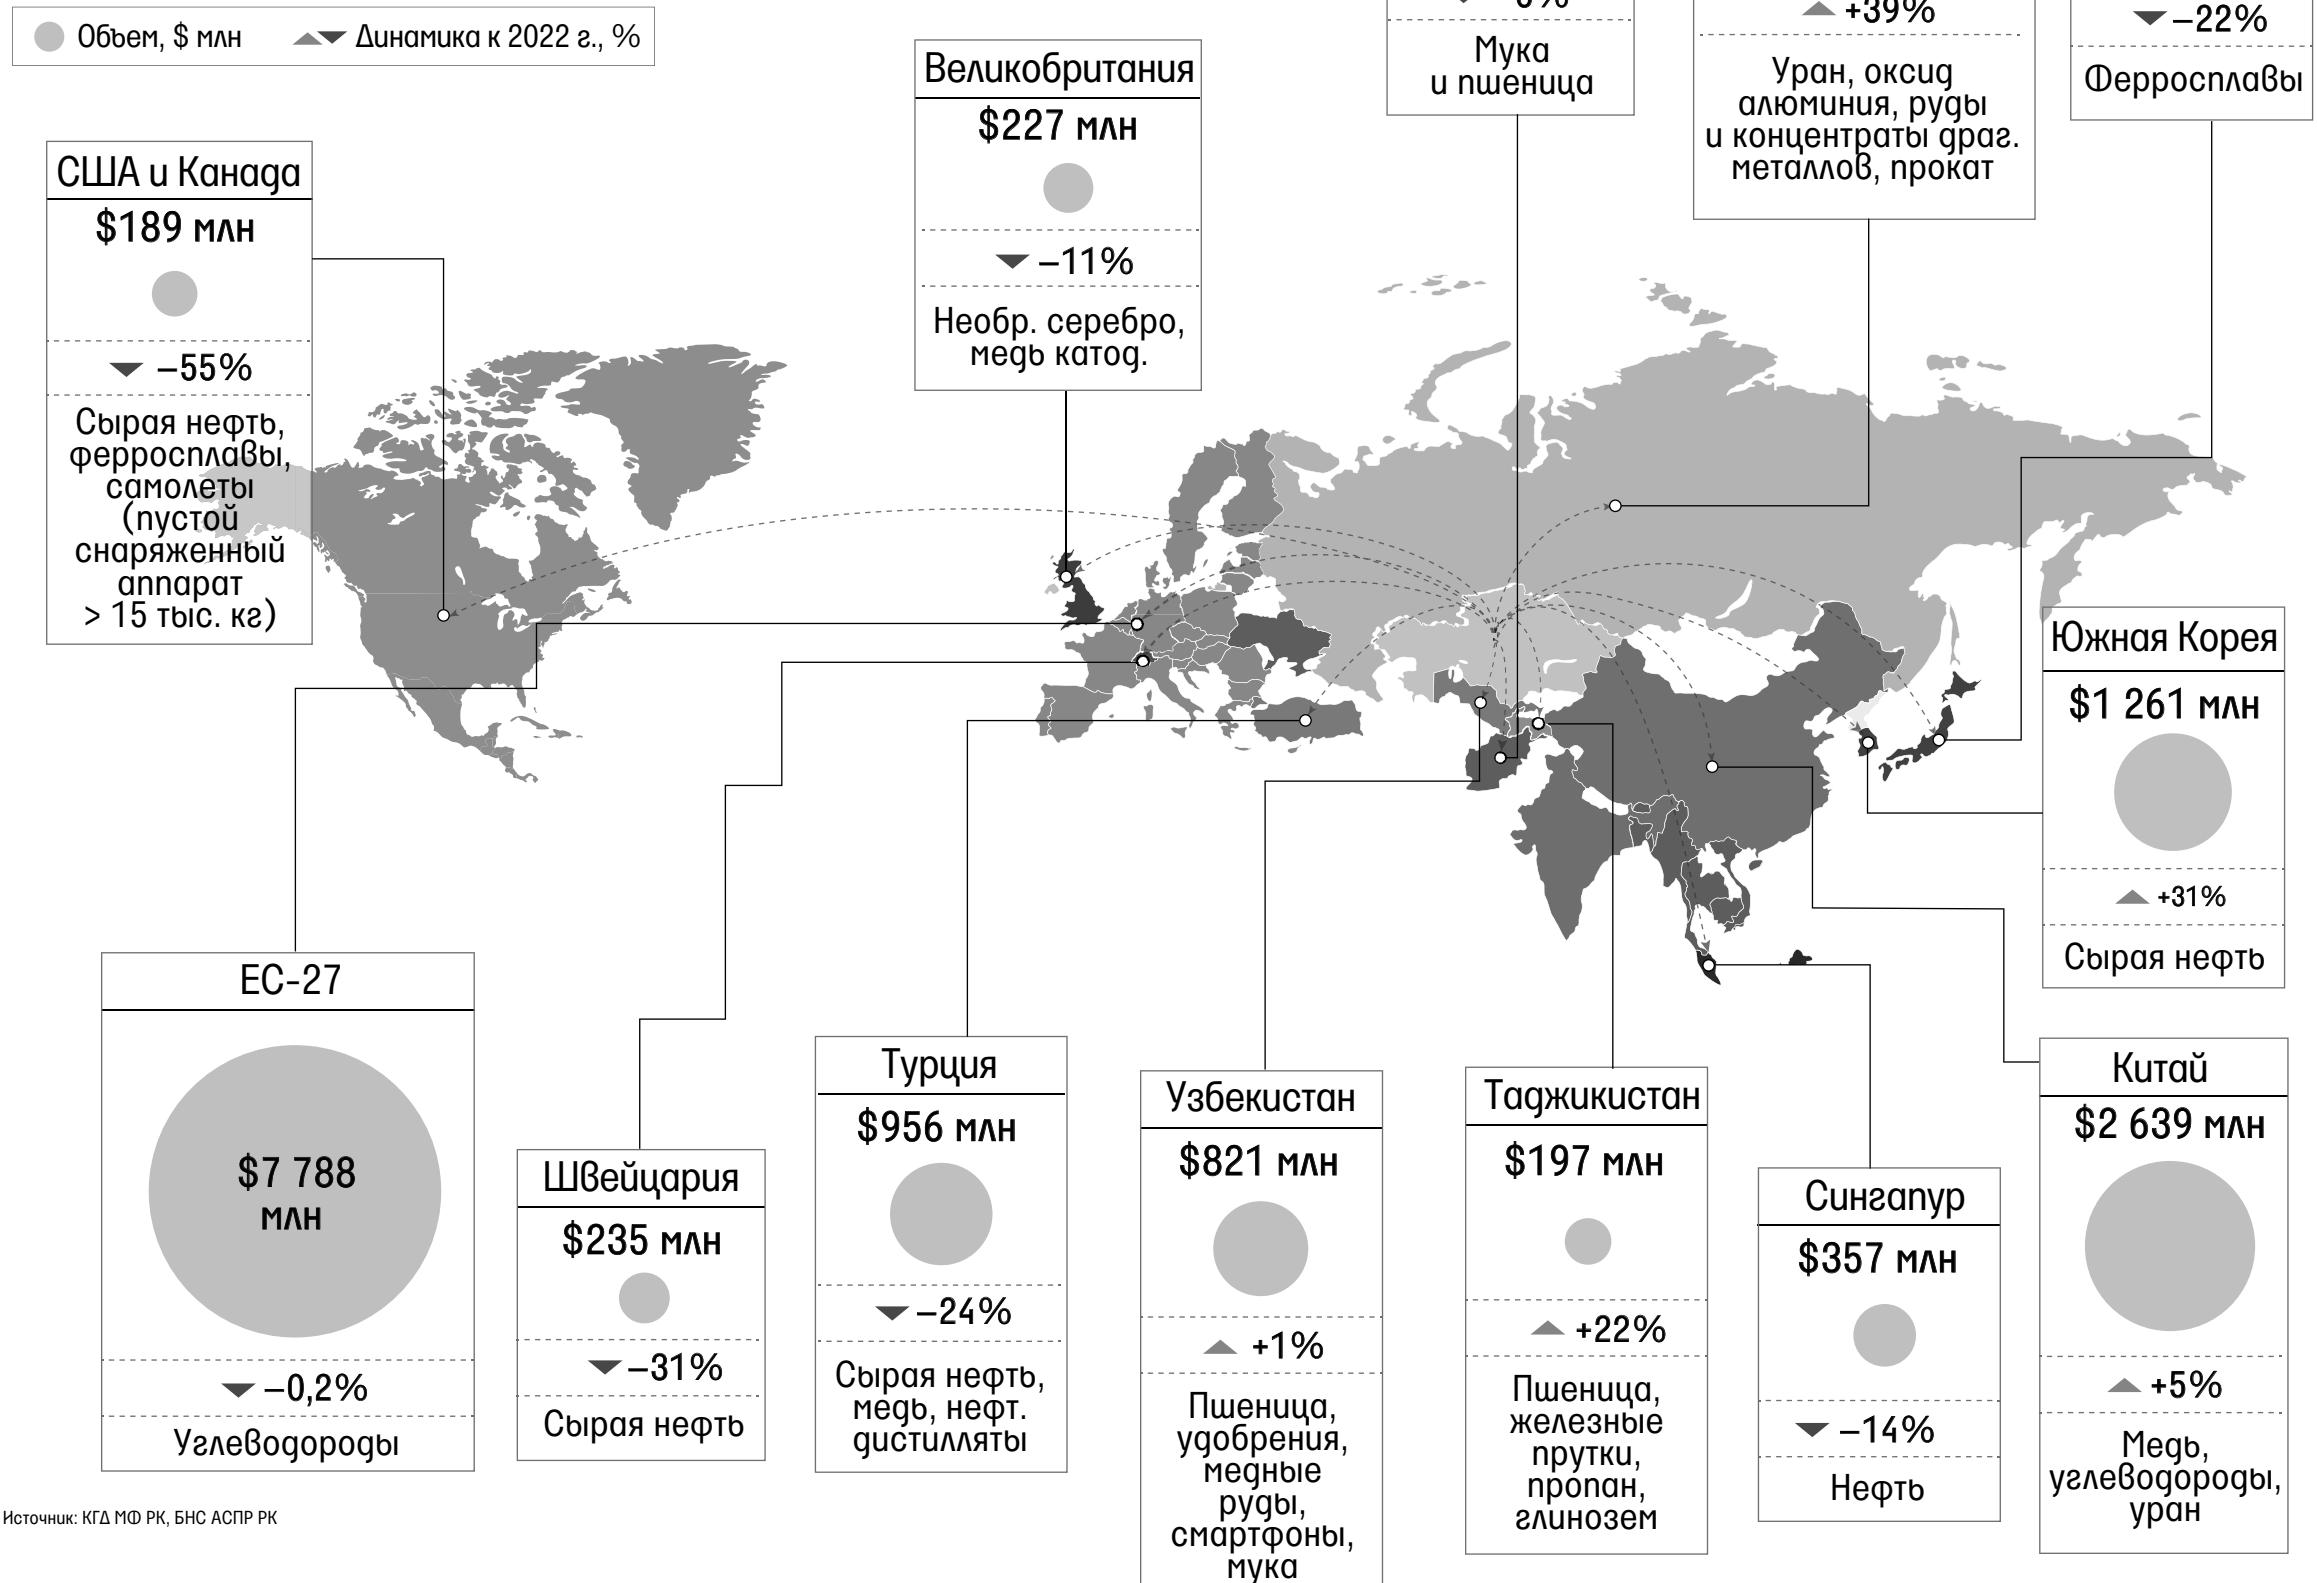 Объем, $ млн
Динамика к 2022 г., %
Мука
и пшеница
+39%
Уран, оксид
алюминия, руды
и концентраты драг.
металлов, прокат
–22%
Ферросплавы
Великобритания
$227 млн
–11%
Необр. серебро,
медь катод.
США и Канада
$189 млн
–55%
Сырая нефть,
ферросплавы,
самолеты
(пустой
снаряженный
аппарат
> 15 тыс. кг)
Южная Корея
$1 261 млн
+31%
Сырая нефть
ЕС-27
$7 788
млн
–0,2%
Углеводороды
Швейцария
$235 млн
–31%
Сырая нефть
Турция
$956 млн
–24%
Сырая нефть,
медь, нефт.
дистилляты
Узбекистан
$821 млн
+1%
Пшеница,
удобрения,
медные
руды,
смартфоны,
мука
Таджикистан
$197 млн
+22%
Пшеница,
железные
прутки,
пропан,
глинозем
Сингапур
$357 млн
–14%
Нефть
Китай
$2 639 млн
+5%
Медь,
углеводороды,
уран
Источник: КГД МФ РК, БНС АСПР РК